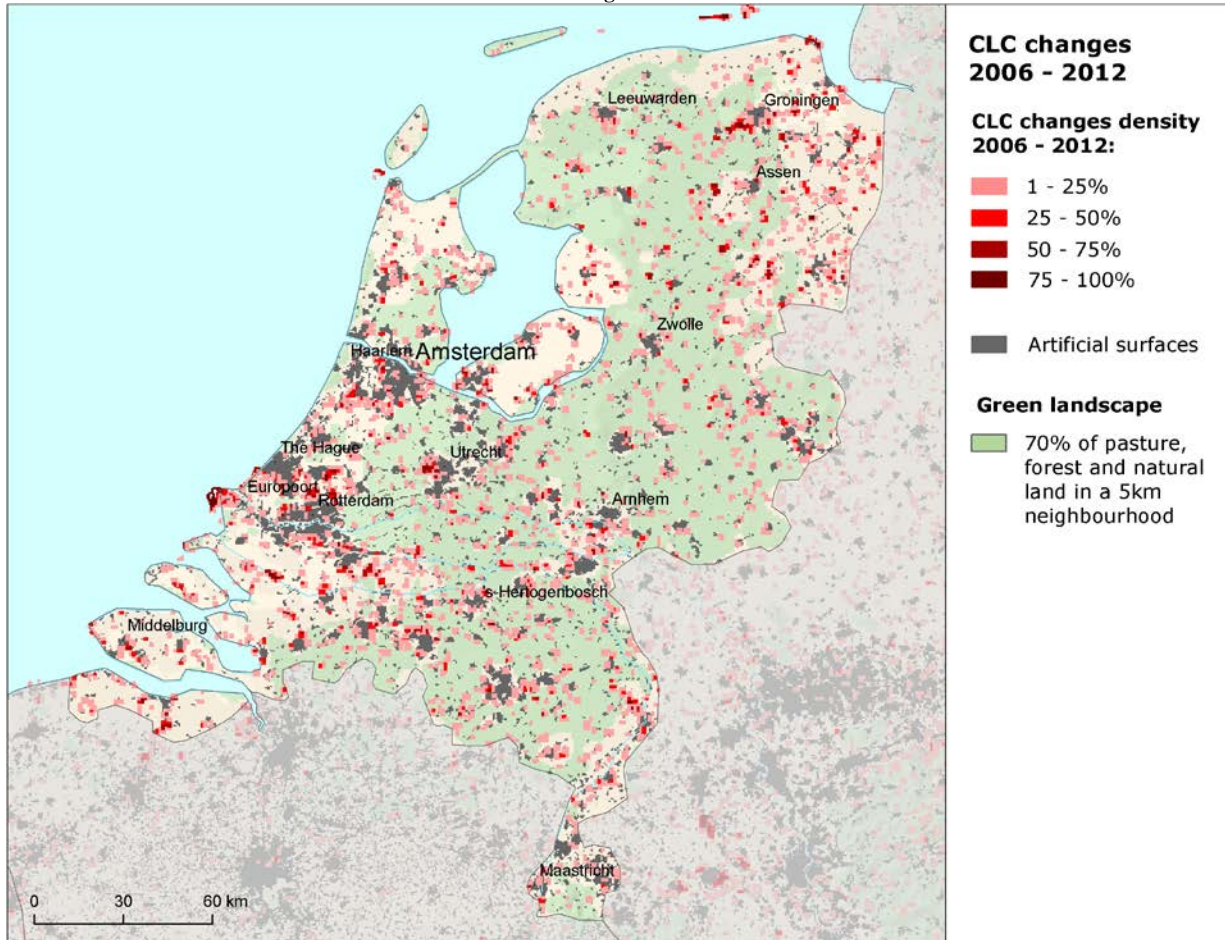 Leeuwarden
Groningen
Assen
Zwolle
Haarlem
Amsterdam
The Hague
Utrecht
Europoort
Rotterdam
Arnhem
's-Hertogenbosch
Middelburg
Maastricht
0 30 60 km
CLC changes
2006 - 2012
CLC changes density
2006 - 2012:
1 - 25%
25 - 50%
50 - 75%
75 - 100%
Artificial surfaces
Green landscape
70% of pasture,
forest and natural
land in a 5km
neighbourhood